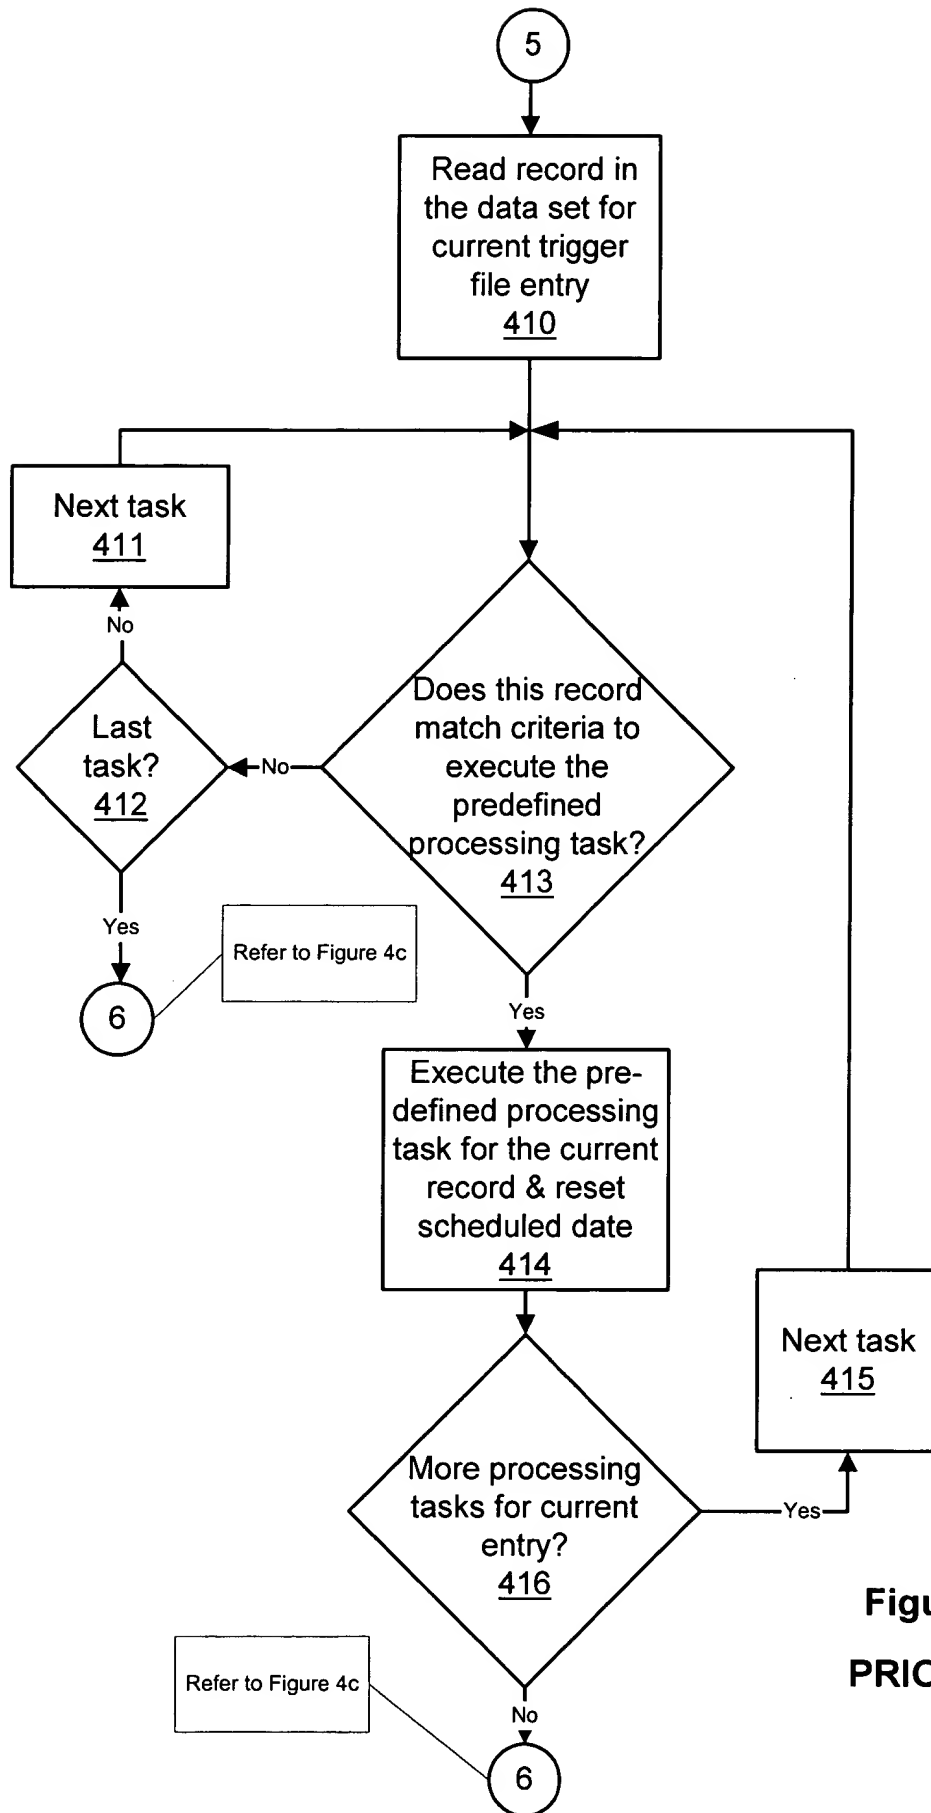 5
Read record in
the data set for
current trigger
file entry
410
Next task
411
No
Does this record
match criteria to
execute the
predefined
processing task?
413
Last
task?
412
No
Yes
Refer to Figure 4c
6
Yes
Execute the pre-
defined processing
task for the current
record & reset
scheduled date
414
Next task
415
More processing
tasks for current
entry?
416
Yes
Refer to Figure 4c
No
6